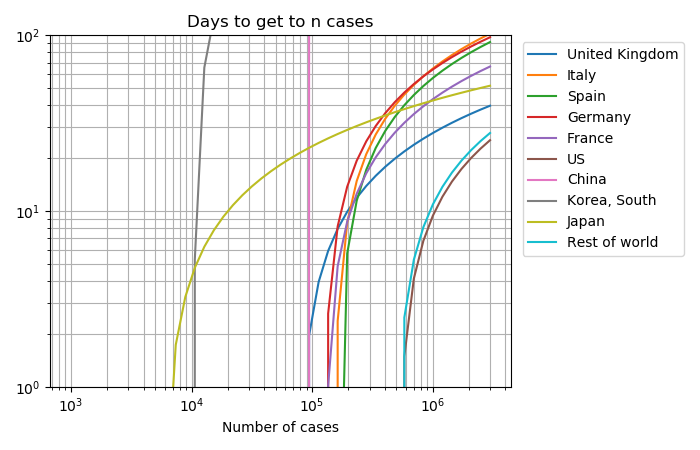 Days to get to n cases
10²
10¹
10⁰
10³
10⁴
10⁵
10⁶
Number of cases
United Kingdom
Italy
Spain
Germany
France
US
China
Korea, South
Japan
Rest of world